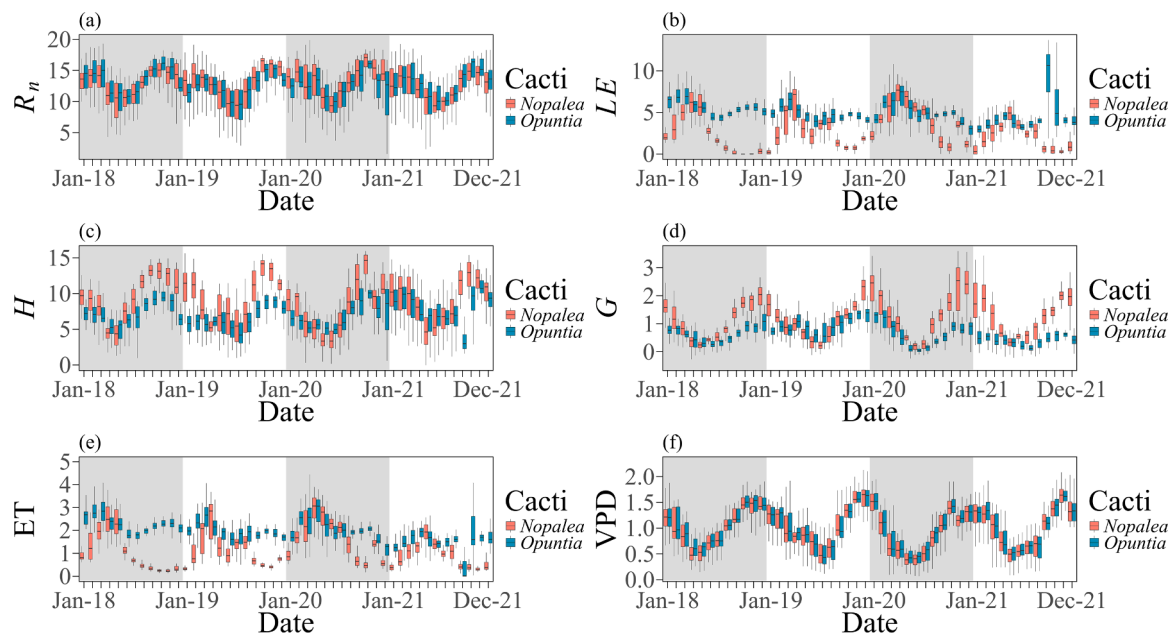 (a)
R_n
20
15
10
5
Jan-18 Jan-19 Jan-20 Jan-21 Dec-21
Date
Cacti
Nopalea
Opuntia
(b)
LE
10
5
0
Jan-18 Jan-19 Jan-20 Jan-21 Dec-21
Date
Cacti
Nopalea
Opuntia
(c)
H
15
10
5
0
Jan-18 Jan-19 Jan-20 Jan-21 Dec-21
Date
Cacti
Nopalea
Opuntia
(d)
G
3
2
1
0
Jan-18 Jan-19 Jan-20 Jan-21 Dec-21
Date
Cacti
Nopalea
Opuntia
(e)
ET
5
4
3
2
1
0
Jan-18 Jan-19 Jan-20 Jan-21 Dec-21
Date
Cacti
Nopalea
Opuntia
(f)
VPD
2.0
1.5
1.0
0.5
0.0
Jan-18 Jan-19 Jan-20 Jan-21 Dec-21
Date
Cacti
Nopalea
Opuntia